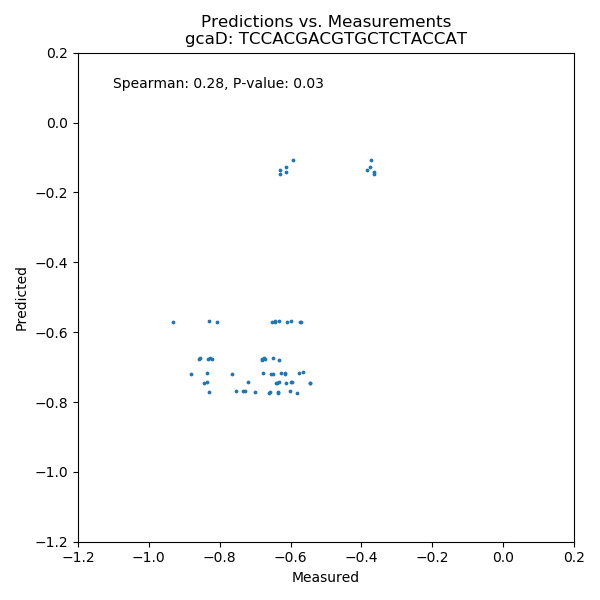 Predictions vs. Measurements
gcaD: TCCACGACGTGCTCTACCAT
Spearman: 0.28, P-value: 0.03
0.2
0.0
−0.2
−0.4
−0.6
−0.8
−1.0
−1.2
Predicted
−1.2 −1.0 −0.8 −0.6 −0.4 −0.2 0.0 0.2
Measured